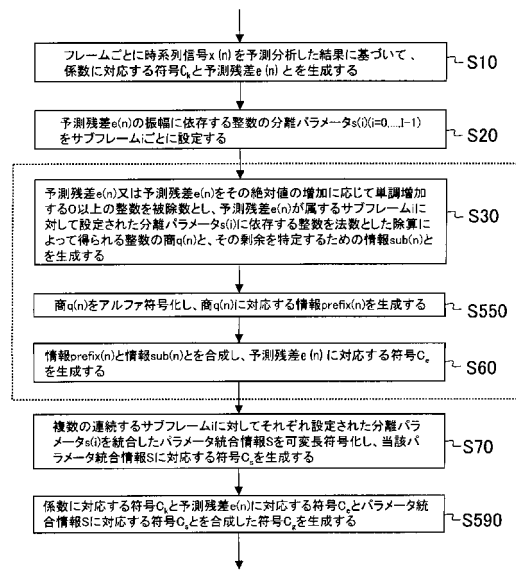 フレームごとに時系列信号x(n)を予測分析した結果に基づいて、
係数に対応する符号Ckと予測残差e(n)とを生成する
S10
予測残差e(n)の振幅に依存する整数の分離パラメータs(i)(i=0,...,I-1)
をサブフレームiごとに設定する
S20
予測残差e(n)又は予測残差e(n)をその絶対値の増加に応じて単調増加
する0以上の整数を被除数とし、予測残差e(n)が属するサブフレームiに
対して設定された分離パラメータs(i)に依存する整数を法数とした除算に
よって得られる整数の商q(n)と、その剰余を特定するための情報sub(n)と
を生成する
S30
商q(n)をアルファ符号化し、商q(n)に対応する情報prefix(n)を生成する
S550
情報prefix(n)と情報sub(n)とを合成し、予測残差e(n)に対応する符号Ce
を生成する
S60
複数の連続するサブフレームiに対してそれぞれ設定された分離パラ
メータs(i)を統合したパラメータ統合情報Sを可変長符号化し、当該パ
ラメータ統合情報Sに対応する符号Csを生成する
S70
係数に対応する符号Ckと予測残差e(n)に対応する符号Ceとパラメータ統
合情報Sに対応する符号Csとを合成した符号Cgを生成する
S590